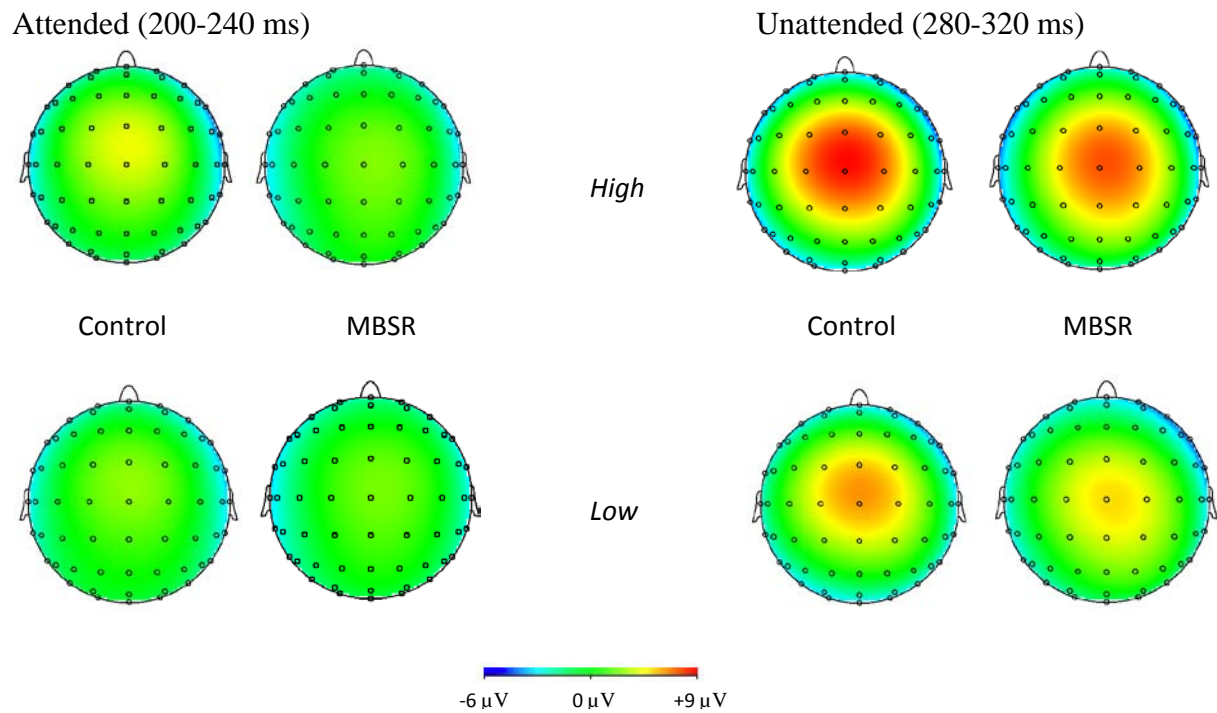 Attended (200-240 ms)
Unattended (280-320 ms)
High
Control
MBSR
Control
MBSR
Low
-6 µV
0 µV
+9 µV